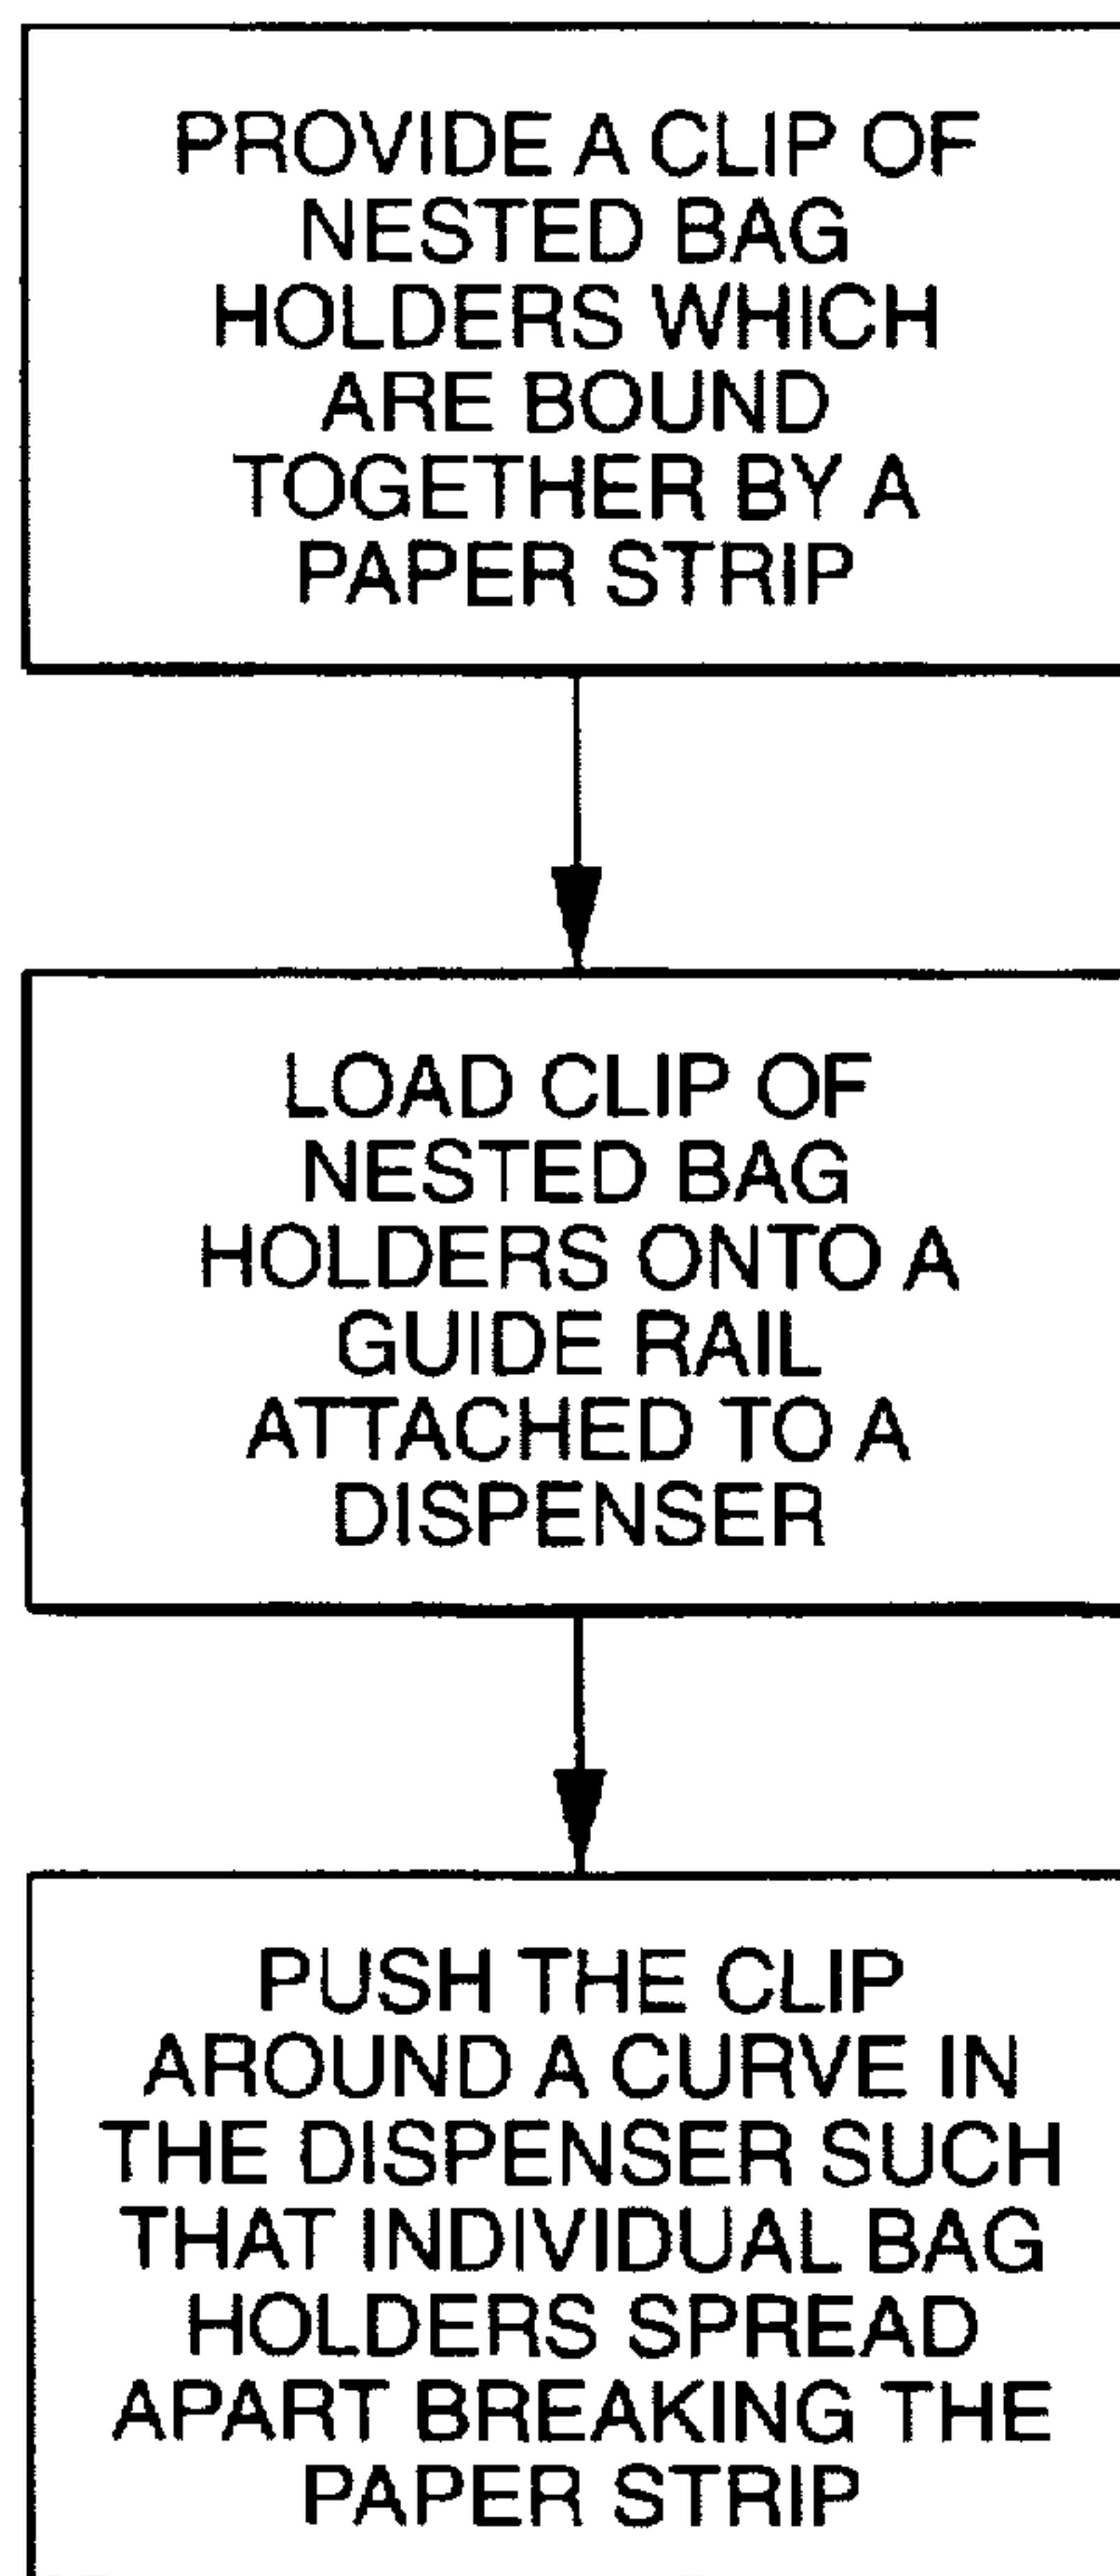 PROVIDE A CLIP OF
NESTED BAG
HOLDERS WHICH
ARE BOUND
TOGETHER BY A
PAPER STRIP
LOAD CLIP OF
NESTED BAG
HOLDERS ONTO A
GUIDE RAIL
ATTACHED TO A
DISPENSER
PUSH THE CLIP
AROUND A CURVE IN
THE DISPENSER SUCH
THAT INDIVIDUAL BAG
HOLDERS SPREAD
APART BREAKING THE
PAPER STRIP